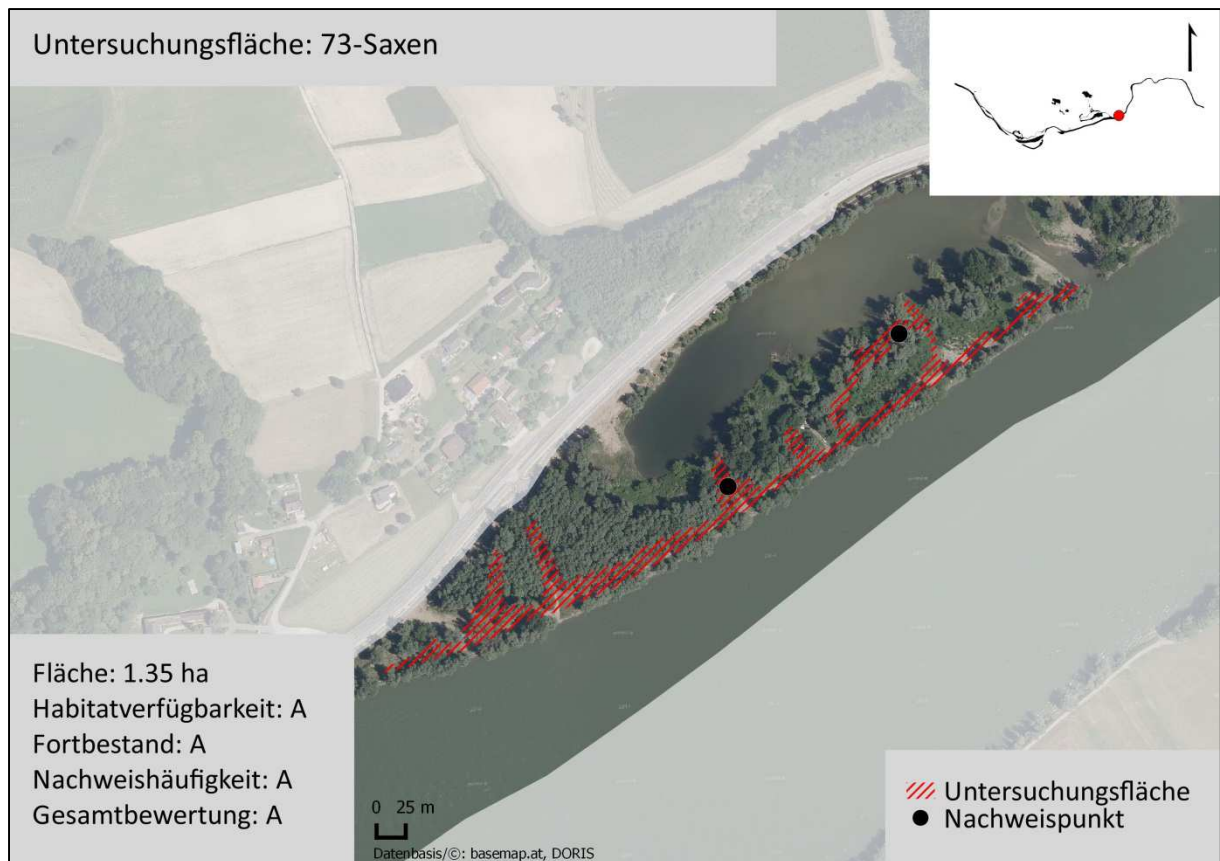 Untersuchungsfläche: 73-Saxen
Fläche: 1.35 ha
Habitatverfügbarkeit: A
Fortbestand: A
Nachweishäufigkeit: A
Gesamtbewertung: A
0 25 m
Datenbasis/©: basemap.at, DORIS
Untersuchungsfläche
Nachweispunkt